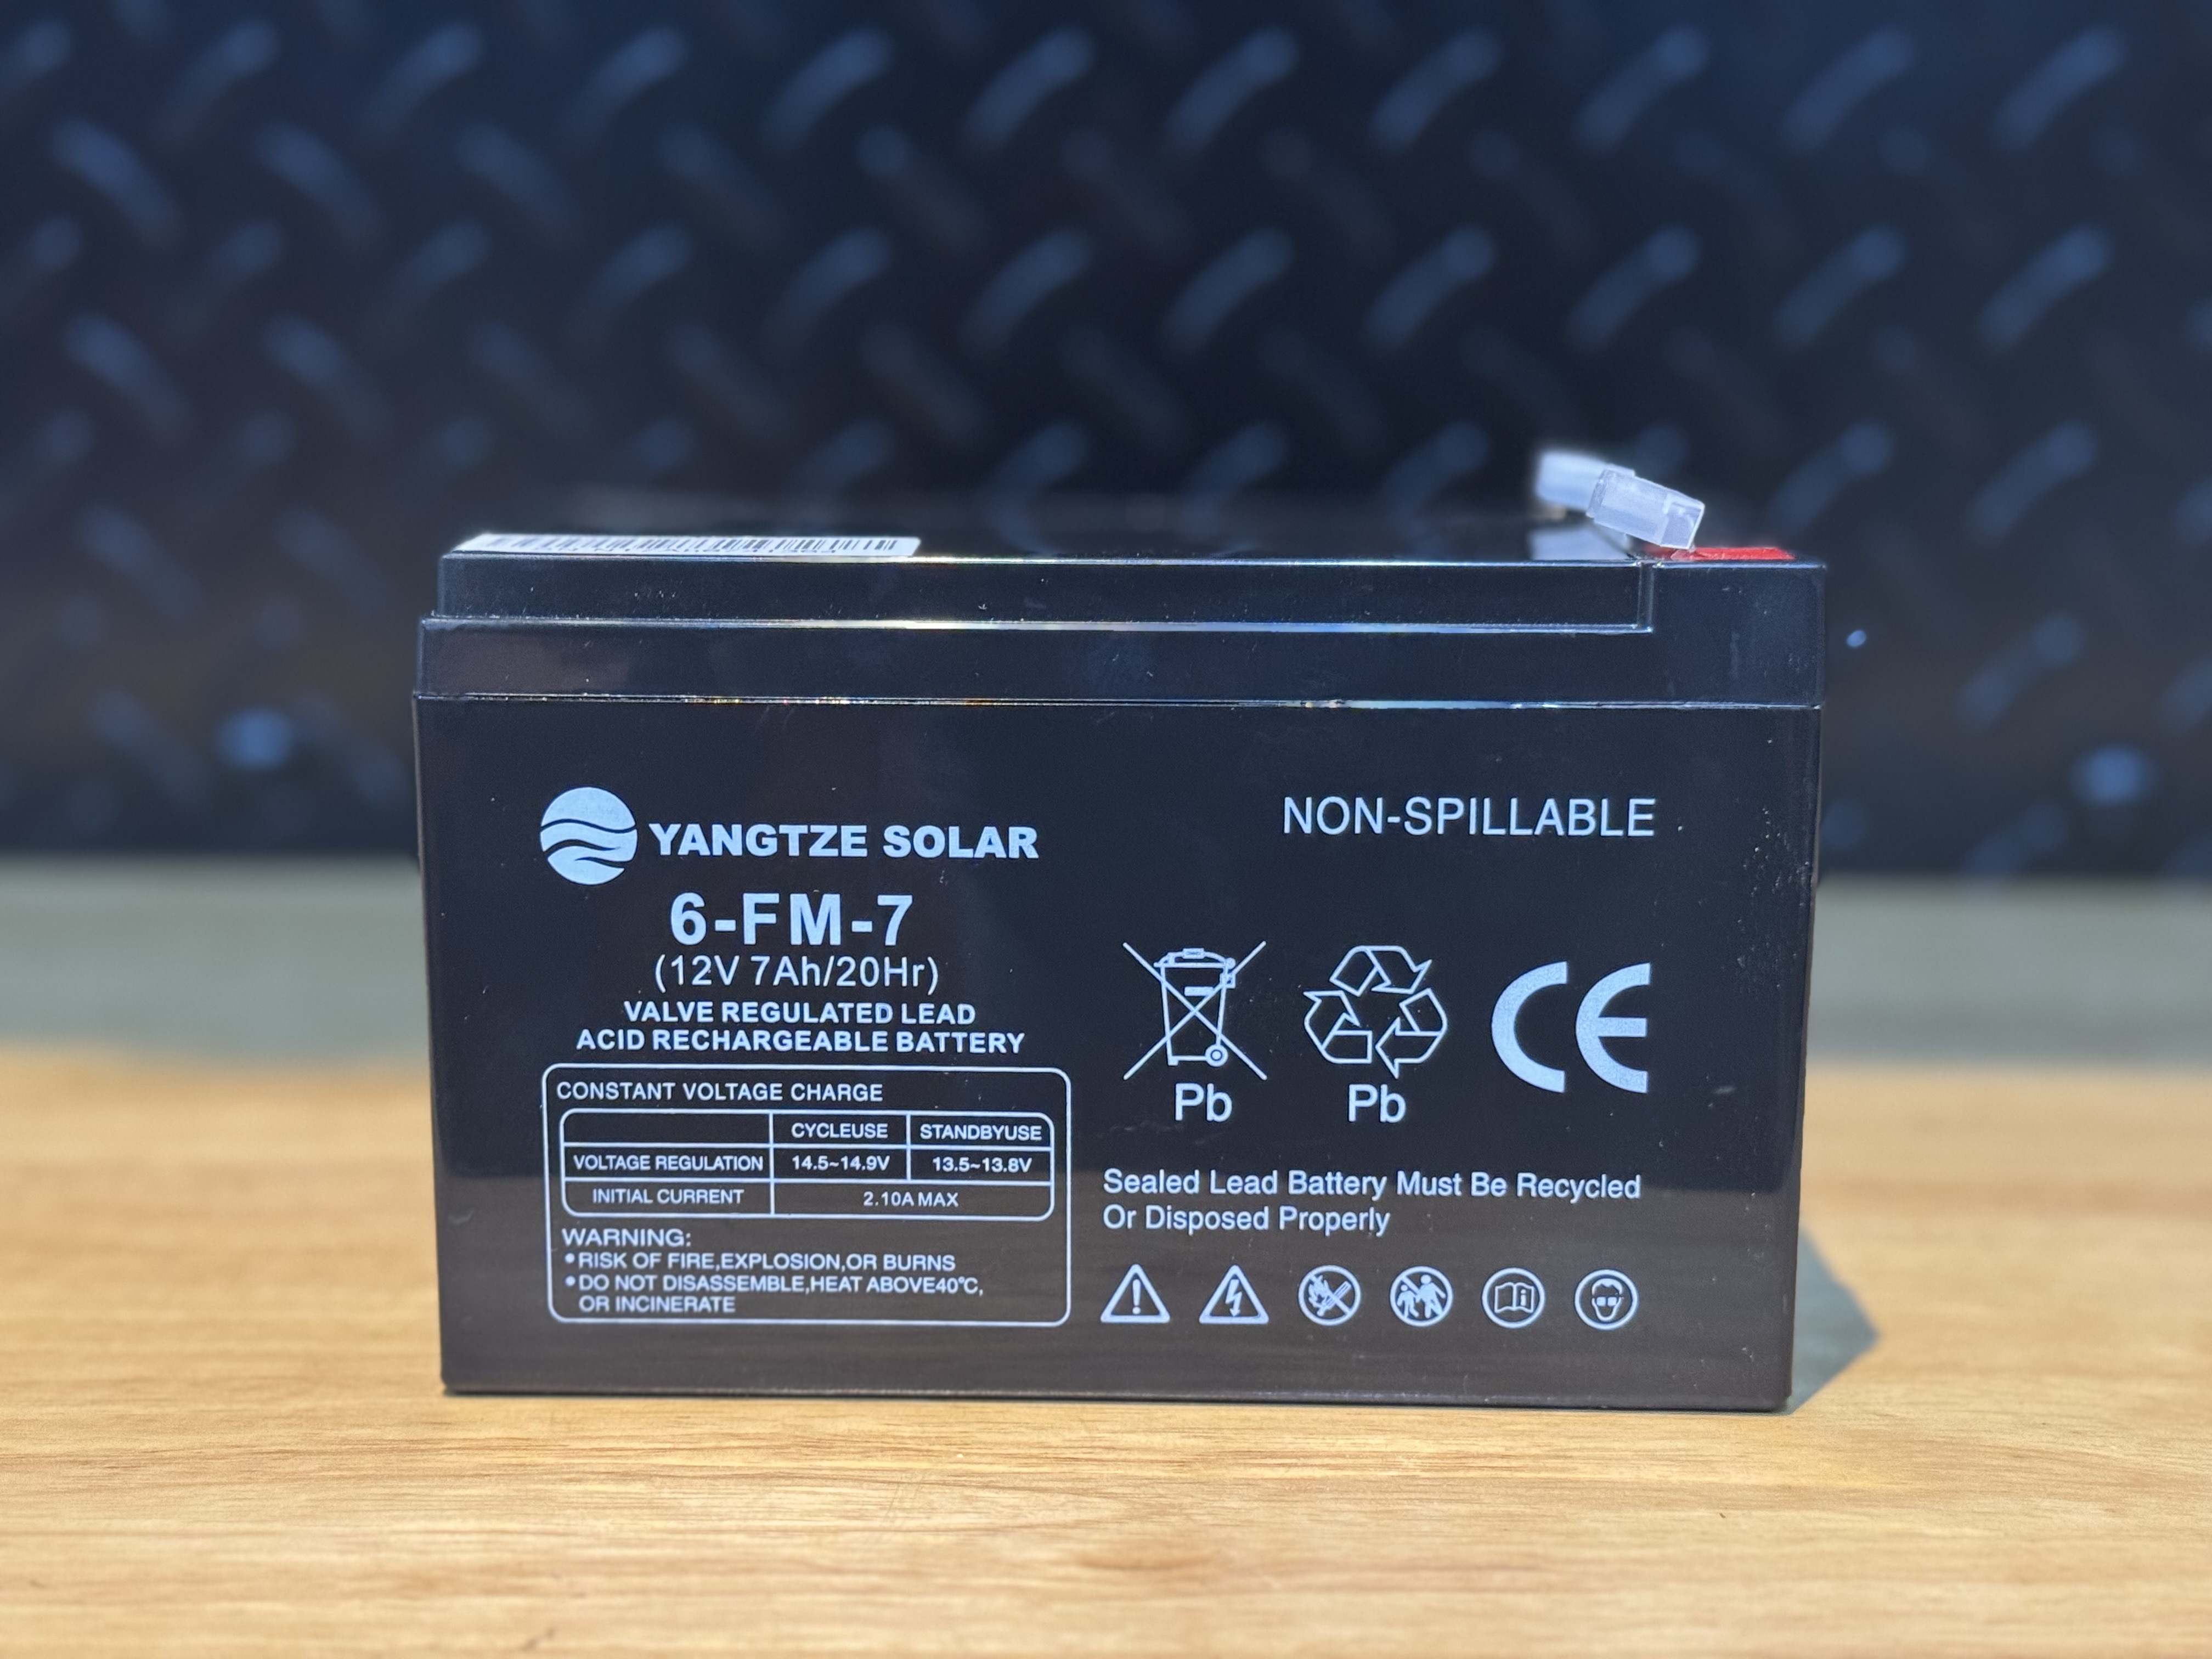 YANGTZE SOLAR
6-FM-7
(12V 7Ah/20Hr)
VALVE REGULATED LEAD
ACID RECHARGEABLE BATTERY
CONSTANT VOLTAGE CHARGE
CYCLEUSE STANDBYUSE
VOLTAGE REGULATION 14.5~14.9V 13.5~13.8V
INITIAL CURRENT 2.10A MAX
WARNING:
•RISK OF FIRE,EXPLOSION,OR BURNS
•DO NOT DISASSEMBLE,HEAT ABOVE40℃,
OR INCINERATE
NON-SPILLABLE
Pb Pb
CE
Sealed Lead Battery Must Be Recycled
Or Disposed Properly